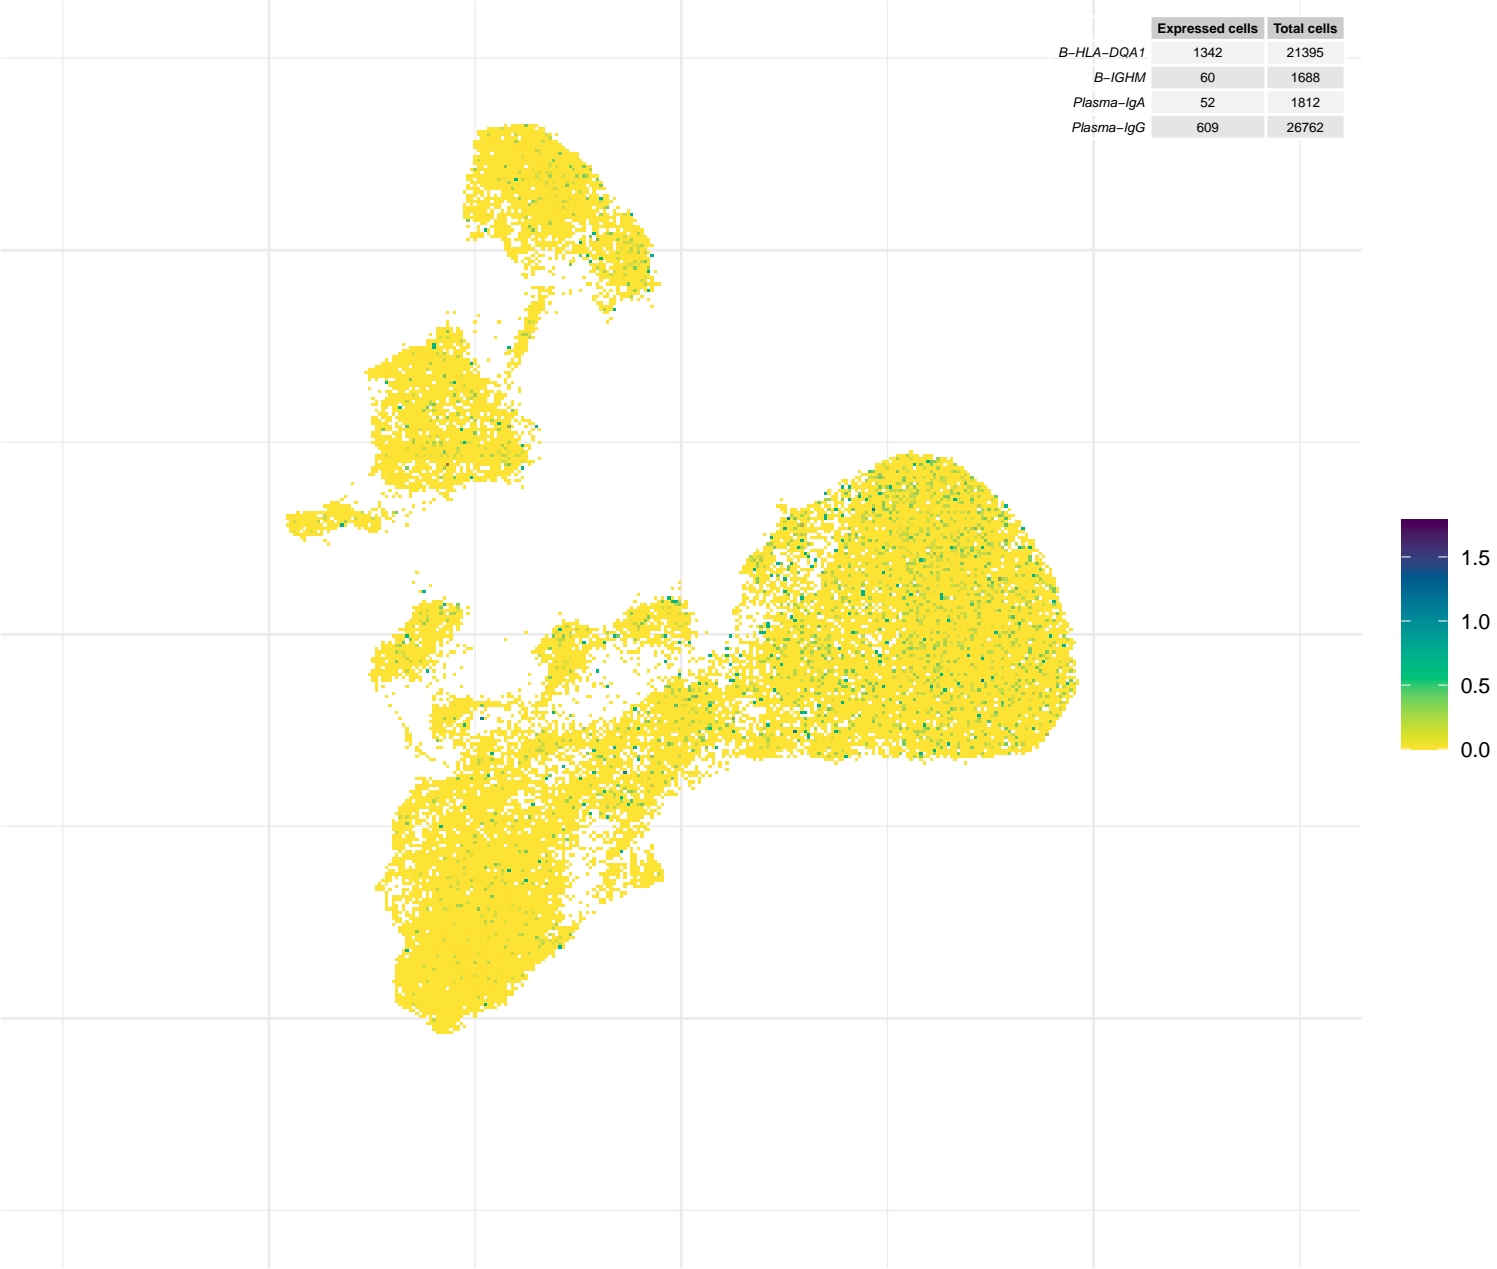 Expressed cells Total cells
B−HLA−DQA1 1342 21395
B−IGHM 60 1688
Plasma−IgA 52 1812
Plasma−IgG 609 26762
1.5
1.0
0.5
0.0